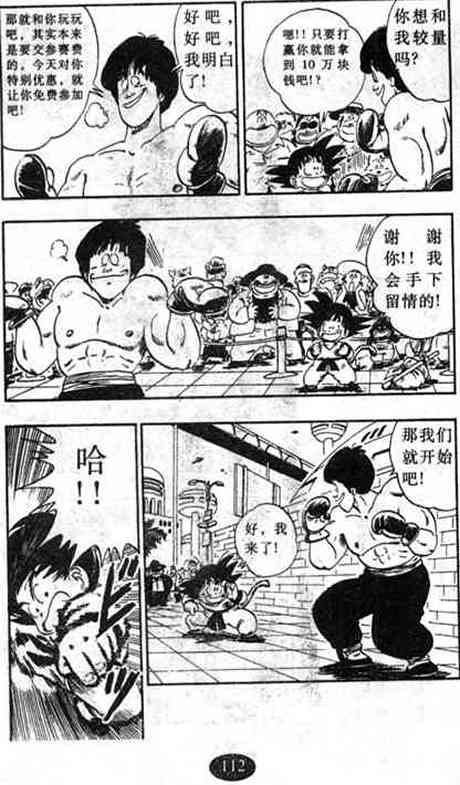 你想和
我较量
吗?
嗯!! 只要打
赢你就能拿
到10万块
钱吧!?
好吧,
好吧,
我明白
了!
那就和你玩玩
吧,其实本来
是要交参赛费
的。今天对你
特别优惠,就
让你免费参加
吧!
谢谢
你!!我
会手下
留情的!
那我们
就开始
吧!
好,我
来了!
哈!!
112